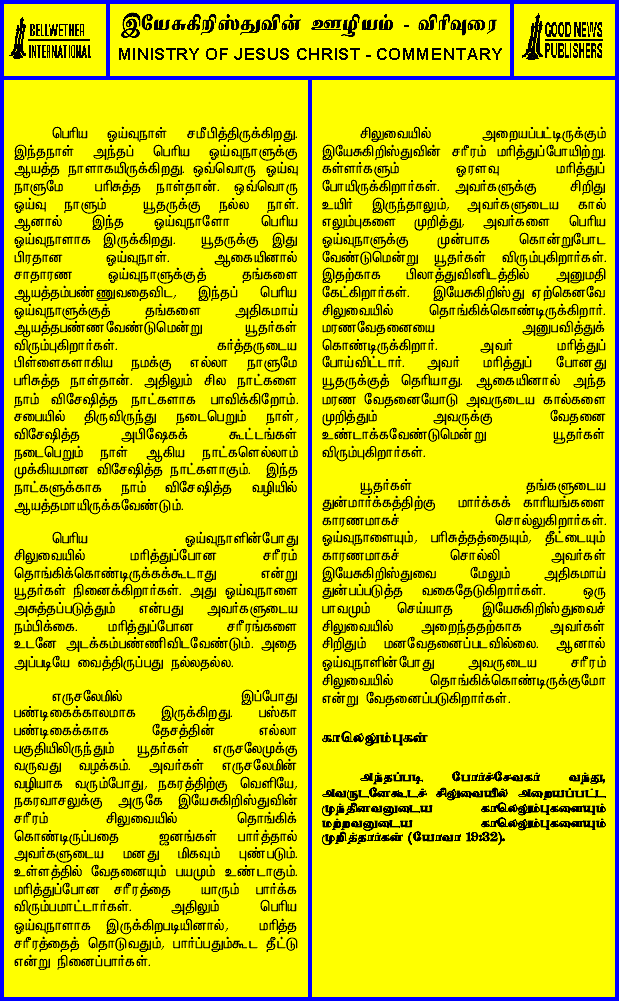 BELLWETHER
INTERNATIONAL
இயேசுகிறிஸ்துவின் ஊழியம் - விரிவுரை
MINISTRY OF JESUS CHRIST - COMMENTARY
GOOD NEWS
PUBLISHERS
பெரிய ஓய்வுநாள் சமீபித்திருக்கிறது.
இந்தநாள் அந்தப் பெரிய ஓய்வுநாளுக்கு
ஆயத்த நாளாகயிருக்கிறது. ஒவ்வொரு ஓய்வு
நாளுமே பரிசுத்த நாள்தான். ஒவ்வொரு
ஓய்வு நாளும் யூதருக்கு நல்ல நாள்.
ஆனால் இந்த ஓய்வுநாளோ பெரிய
ஓய்வுநாளாக இருக்கிறது. யூதருக்கு இது
பிரதான ஓய்வுநாள். ஆகையினால்
சாதாரண ஓய்வுநாளுக்குத் தங்களை
ஆயத்தம்பண்ணுவதைவிட, இந்தப் பெரிய
ஓய்வுநாளுக்குத் தங்களை அதிகமாய்
ஆயத்தபண்ணவேண்டுமென்று யூதர்கள்
விரும்புகிறார்கள். கர்த்தருடைய
பிள்ளைகளாகிய நமக்கு எல்லா நாளுமே
பரிசுத்த நாள்தான். அதிலும் சில நாட்களை
நாம் விசேஷித்த நாட்களாக பாவிக்கிறோம்.
சபையில் திருவிருந்து நடைபெறும் நாள்,
விசேஷித்த அபிஷேகக் கூட்டங்கள்
நடைபெறும் நாள் ஆகிய நாட்களெல்லாம்
முக்கியமான விசேஷித்த நாட்களாகும். இந்த
நாட்களுக்காக நாம் விசேஷித்த வழியில்
ஆயத்தமாயிருக்கவேண்டும்.
பெரிய ஓய்வுநாளின்போது
சிலுவையில் மரித்துப்போன சரீரம்
தொங்கிக்கொண்டிருக்கக்கூடாது என்று
யூதர்கள் நினைக்கிறார்கள். அது ஓய்வுநாளை
அசுத்தப்படுத்தும் என்பது அவர்களுடைய
நம்பிக்கை. மரித்துப்போன சரீரங்களை
உடனே அடக்கம்பண்ணிவிடவேண்டும். அதை
அப்படியே வைத்திருப்பது நல்லதல்ல.
எருசலேமில் இப்போது
பண்டிகைக்காலமாக இருக்கிறது. பஸ்கா
பண்டிகைக்காக தேசத்தின் எல்லா
பகுதியிலிருந்தும் யூதர்கள் எருசலேமுக்கு
வருவது வழக்கம். அவர்கள் எருசலேமின்
வழியாக வரும்போது, நகரத்திற்கு வெளியே,
நகரவாசலுக்கு அருகே இயேசுகிறிஸ்துவின்
சரீரம் சிலுவையில் தொங்கிக்
கொண்டிருப்பதை ஜனங்கள் பார்த்தால்
அவர்களுடைய மனது மிகவும் புண்படும்.
உள்ளத்தில் வேதனையும் பயமும் உண்டாகும்.
மரித்துப்போன சரீரத்தை யாரும் பார்க்க
விரும்பமாட்டார்கள். அதிலும் பெரிய
ஓய்வுநாளாக இருக்கிறபடியினால், மரித்த
சரீரத்தைத் தொடுவதும், பார்ப்பதும்கூட தீட்டு
என்று நினைப்பார்கள்.
சிலுவையில் அறையப்பட்டிருக்கும்
இயேசுகிறிஸ்துவின் சரீரம் மரித்துப்போயிற்று.
கள்ளர்களும் ஓரளவு மரித்துப்
போயிருக்கிறார்கள். அவர்களுக்கு சிறிது
உயிர் இருந்தாலும், அவர்களுடைய கால்
எலும்புகளை முறித்து, அவர்களை பெரிய
ஓய்வுநாளுக்கு முன்பாக கொன்றுபோட
வேண்டுமென்று யூதர்கள் விரும்புகிறார்கள்.
இதற்காக பிலாத்துவினிடத்தில் அனுமதி
கேட்கிறார்கள். இயேசுகிறிஸ்து ஏற்கெனவே
சிலுவையில் தொங்கிக்கொண்டிருக்கிறார்.
மரணவேதனையை அனுபவித்துக்
கொண்டிருக்கிறார். அவர் மரித்துப்
போய்விட்டார். அவர் மரித்துப் போனது
யூதருக்குத் தெரியாது. ஆகையினால் அந்த
மரண வேதனையோடு அவருடைய கால்களை
முறித்தும் அவருக்கு வேதனை
உண்டாக்கவேண்டுமென்று யூதர்கள்
விரும்புகிறார்கள்.
யூதர்கள் தங்களுடைய
துன்மார்க்கத்திற்கு மார்க்கக் காரியங்களை
காரணமாகச் சொல்லுகிறார்கள்.
ஓய்வுநாளையும், பரிசுத்தத்தையும், தீட்டையும்
காரணமாகச் சொல்லி அவர்கள்
இயேசுகிறிஸ்துவை மேலும் அதிகமாய்
துன்பப்படுத்த வகைதேடுகிறார்கள். ஒரு
பாவமும் செய்யாத இயேசுகிறிஸ்துவைச்
சிலுவையில் அறைந்ததற்காக அவர்கள்
சிறிதும் மனவேதனைப்படவில்லை. ஆனால்
ஓய்வுநாளின்போது அவருடைய சரீரம்
சிலுவையில் தொங்கிக்கொண்டிருக்குமோ
என்று வேதனைப்படுகிறார்கள்.
காலெலும்புகள்
அந்தப்படி போர்ச்சேவகர் வந்து,
அவருடனேகூடச் சிலுவையில் அறையப்பட்ட
முந்தினவனுடைய காலெலும்புகளையும்
மற்றவனுடைய காலெலும்புகளையும்
முறித்தார்கள் (யோவா 19:32).